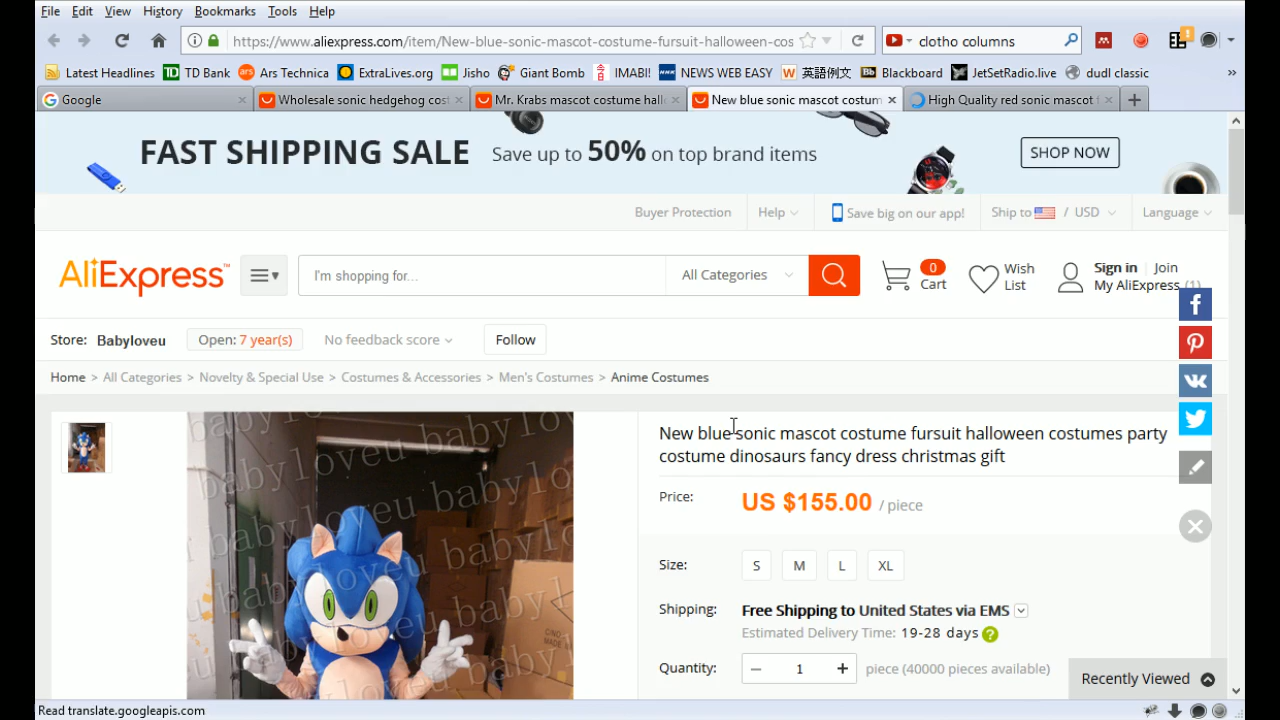 File Edit View History Bookmarks Tools Help
https://www.aliexpress.com/item/New-blue-sonic-mascot-costume-fursuit-halloween-cos
clotho columns
1
Latest Headlines TD Bank Ars Technica ExtraLives.org Jisho Giant Bomb IMABI! NEWS WEB EASY 英語例文 Blackboard JetSetRadio.live dudl classic »
Google Wholesale sonic hedgehog cos Mr. Krabs mascot costume hall New blue sonic mascot costum High Quality red sonic mascot
FAST SHIPPING SALE Save up to 50% on top brand items SHOP NOW
Buyer Protection Help Save big on our app! Ship to / USD Language
AliExpress™ I'm shopping for... All Categories 0 Cart Wish List Sign in Join My AliExpress (1)
Store: Babyloveu Open: 7 year(s) No feedback score Follow
Home > All Categories > Novelty & Special Use > Costumes & Accessories > Men's Costumes > Anime Costumes
babyloveu babyloveu
New blue sonic mascot costume fursuit halloween costumes party
costume dinosaurs fancy dress christmas gift
Price: US $155.00 / piece
Size: S M L XL
Shipping: Free Shipping to United States via EMS
Estimated Delivery Time: 19-28 days
Quantity: 1 piece (40000 pieces available)
Recently Viewed
Read translate.googleapis.com